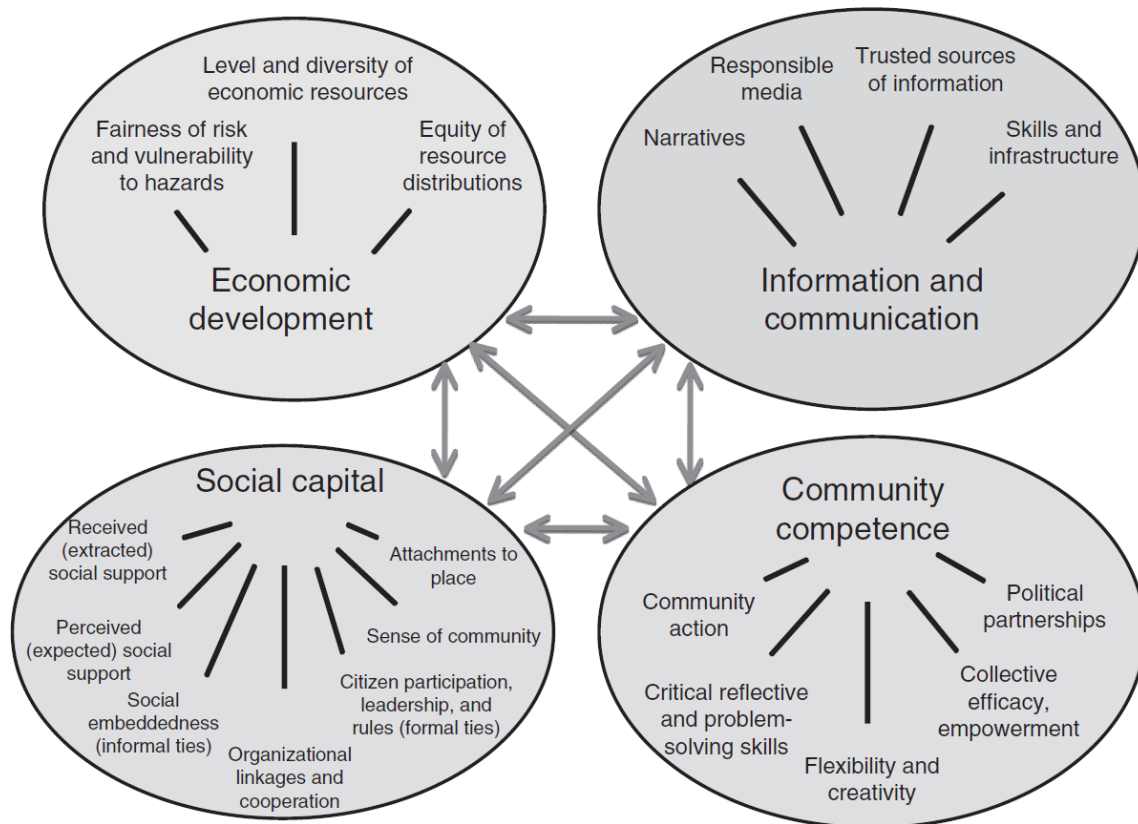 Level and diversity of
economic resources
Fairness of risk
and vulnerability
to hazards
Equity of
resource
distributions
Economic
development
Responsible
media
Trusted sources
of information
Narratives
Skills and
infrastructure
Information and
communication
Social capital
Received
(extracted)
social support
Perceived
(expected) social
support
Social
embeddedness
(informal ties)
Organizational
linkages and
cooperation
Citizen participation,
leadership, and
rules (formal ties)
Sense of community
Attachments to
place
Community
competence
Community
action
Critical reflective
and problem-
solving skills
Flexibility and
creativity
Collective
efficacy,
empowerment
Political
partnerships